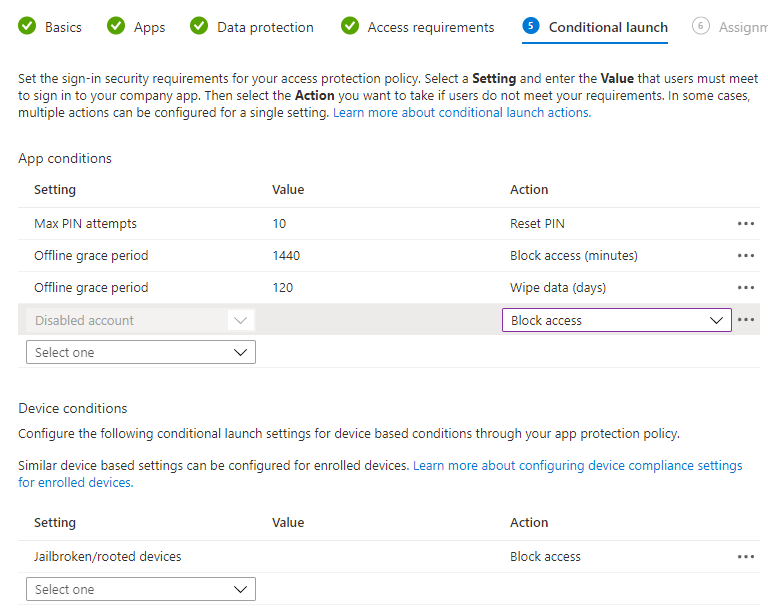 Basics Apps Data protection Access requirements 5 Conditional launch 6 Assignm
Set the sign-in security requirements for your access protection policy. Select a Setting and enter the Value that users must meet
to sign in to your company app. Then select the Action you want to take if users do not meet your requirements. In some cases,
multiple actions can be configured for a single setting. Learn more about conditional launch actions.
App conditions
Setting Value Action
Max PIN attempts 10 Reset PIN •••
Offline grace period 1440 Block access (minutes) •••
Offline grace period 120 Wipe data (days) •••
Disabled account Block access •••
Select one
Device conditions
Configure the following conditional launch settings for device based conditions through your app protection policy.
Similar device based settings can be configured for enrolled devices. Learn more about configuring device compliance settings
for enrolled devices.
Setting Value Action
Jailbroken/rooted devices Block access •••
Select one